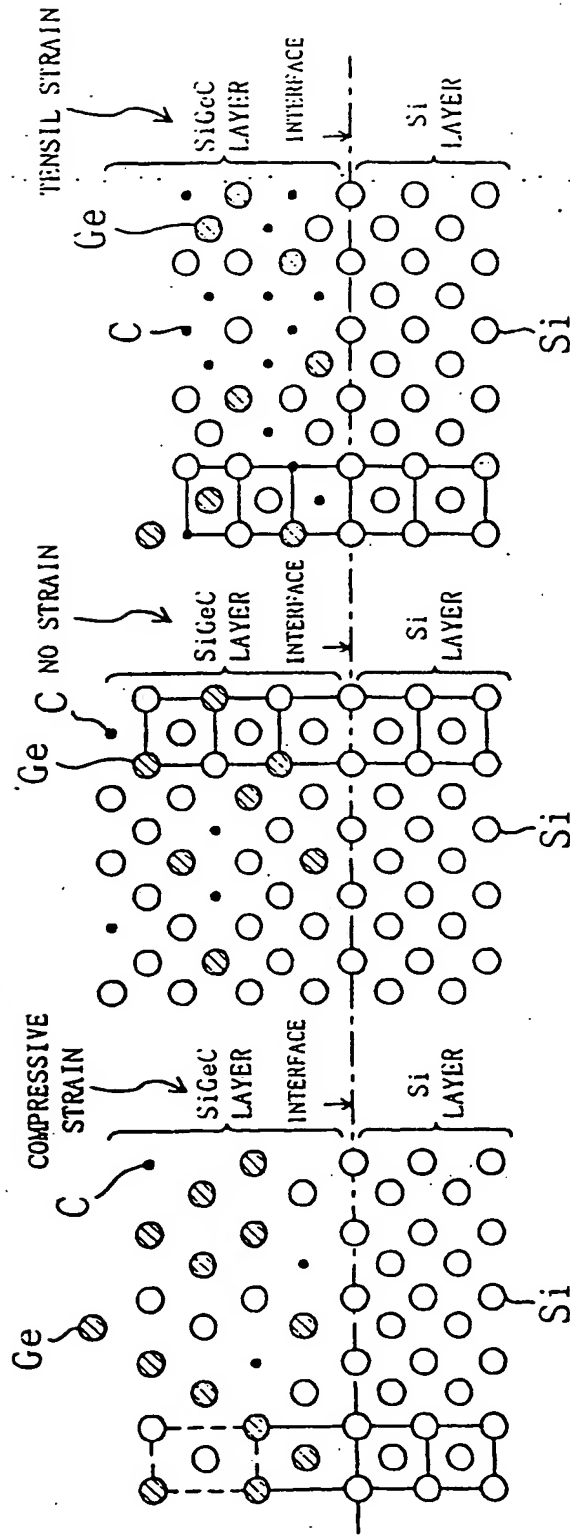 COMPRESSIVE
STRAIN
Ge
C
SiGeC
LAYER
INTERFACE
Si
LAYER
Si
NO STRAIN
Ge
C
SiGeC
LAYER
INTERFACE
Si
LAYER
Si
TENSIL STRAIN
Ge
C
SiGeC
LAYER
INTERFACE
Si
LAYER
Si